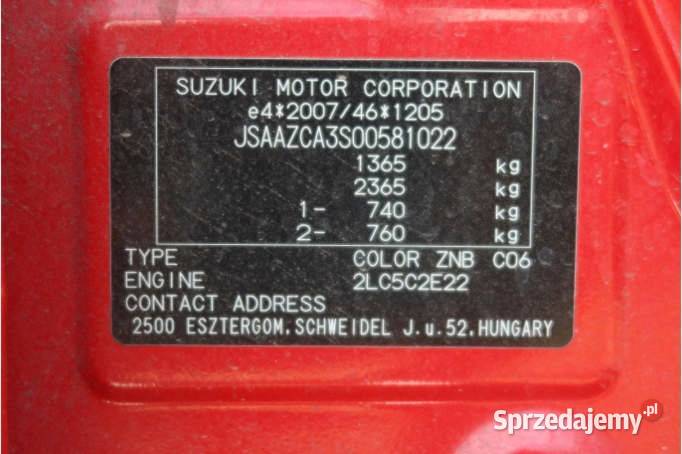 SUZUKI MOTOR CORPORATION
e4*2007/46*1205
JSAAZCA3S00581022
1365 kg
2365 kg
1- 740 kg
2- 760 kg
TYPE COLOR ZNB C06
ENGINE 2LC5C2E22
CONTACT ADDRESS
2500 ESZTERGOM.SCHWEIDEL J.u.52.HUNGARY
Sprzedajemy.pl